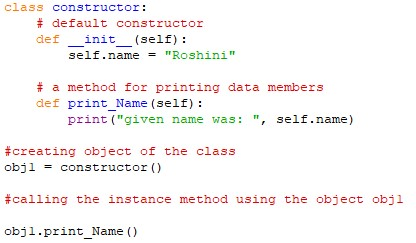 class constructor:
    # default constructor
    def __init__(self):
        self.name = "Roshini"

    # a method for printing data members
    def print_Name(self):
        print("given name was: ", self.name)

#creating object of the class
obj1 = constructor()

#calling the instance method using the object obj1

obj1.print_Name()